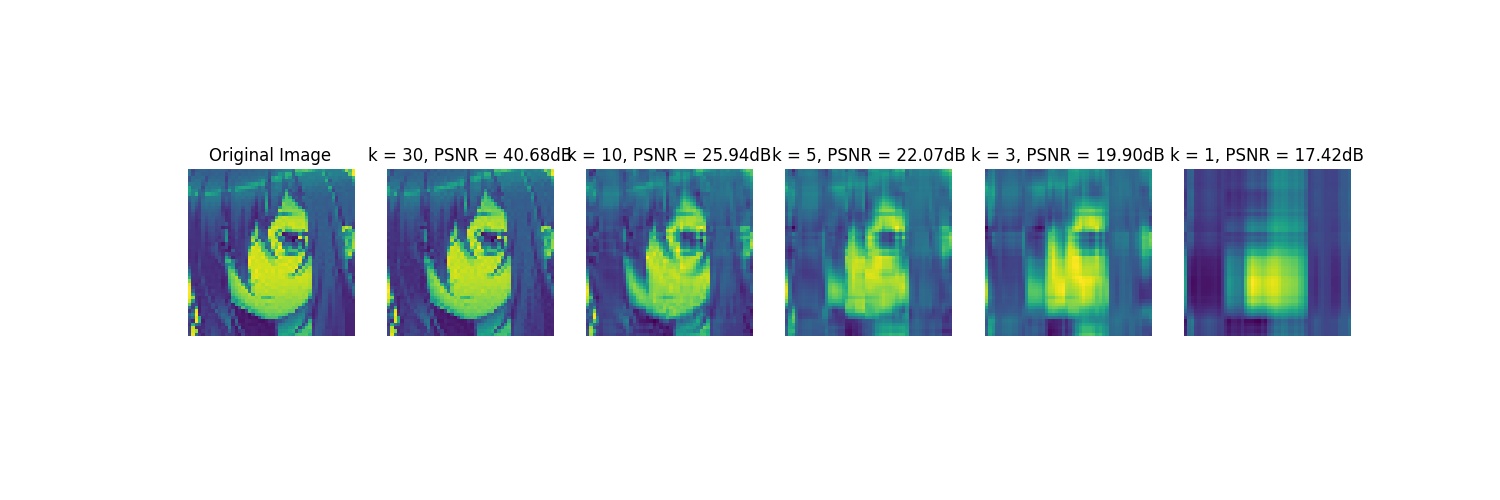 Original Image
k = 30, PSNR = 40.68dB
k = 10, PSNR = 25.94dB
k = 5, PSNR = 22.07dB
k = 3, PSNR = 19.90dB
k = 1, PSNR = 17.42dB